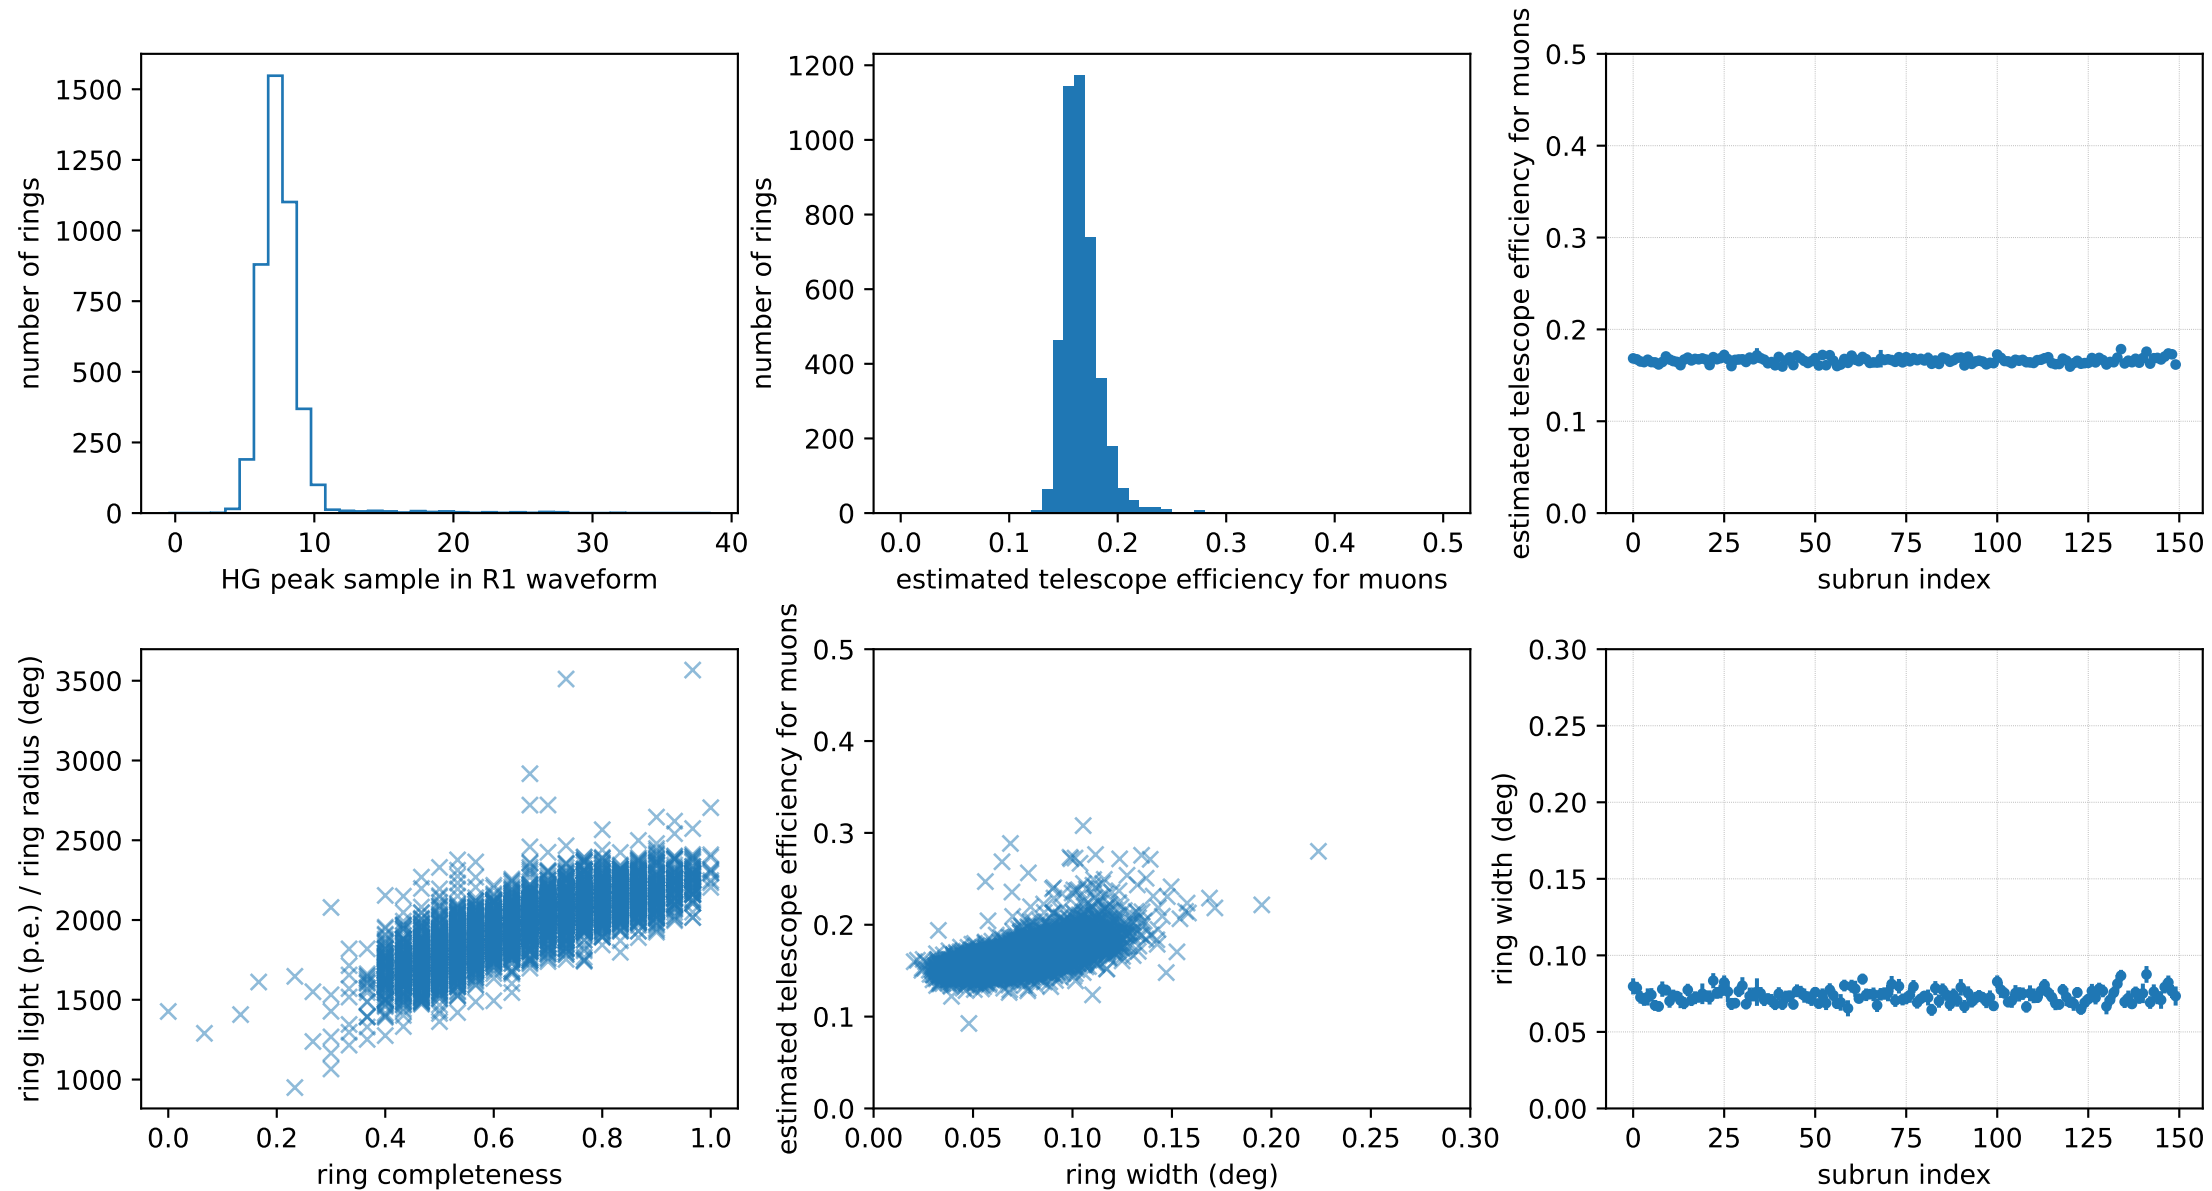 number of rings
1500
1250
1000
750
500
250
0
0 10 20 30 40
HG peak sample in R1 waveform
number of rings
1200
1000
800
600
400
200
0
0.0 0.1 0.2 0.3 0.4 0.5
estimated telescope efficiency for muons
estimated telescope efficiency for muons
0.5
0.4
0.3
0.2
0.1
0.0
0 25 50 75 100 125 150
subrun index
ring light (p.e.) / ring radius (deg)
3500
3000
2500
2000
1500
1000
0.0 0.2 0.4 0.6 0.8 1.0
ring completeness
estimated telescope efficiency for muons
0.5
0.4
0.3
0.2
0.1
0.0
0.00 0.05 0.10 0.15 0.20 0.25 0.30
ring width (deg)
ring width (deg)
0.30
0.25
0.20
0.15
0.10
0.05
0.00
0 25 50 75 100 125 150
subrun index